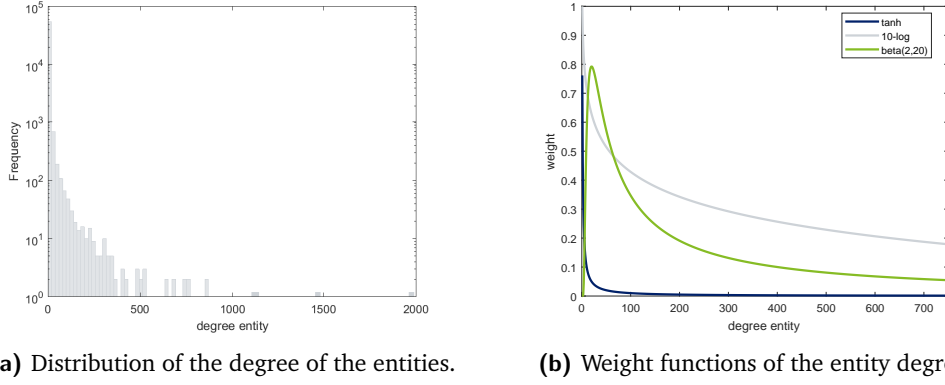 10^5
10^4
10^3
10^2
10^1
10^0
Frequency
0 500 1000 1500 2000
degree entity
1
0.9
0.8
0.7
0.6
0.5
0.4
0.3
0.2
0.1
0
weight
tanh
10-log
beta(2,20)
0 100 200 300 400 500 600 700
degree entity
a) Distribution of the degree of the entities.
(b) Weight functions of the entity degre